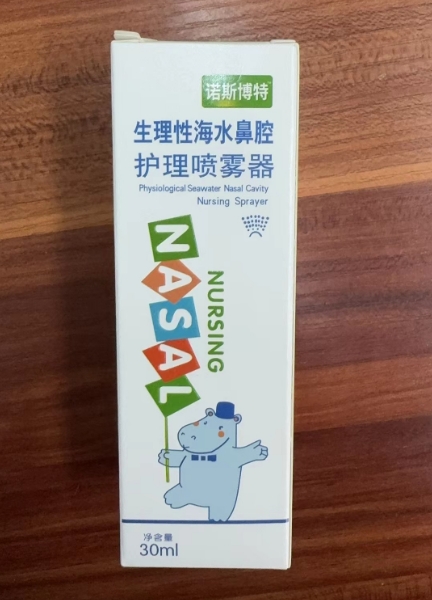 诺斯博特
生理性海水鼻腔
护理喷雾器
Physiological Seawater Nasal Cavity
Nursing Sprayer
NASAL
NURSING
净含量
30ml